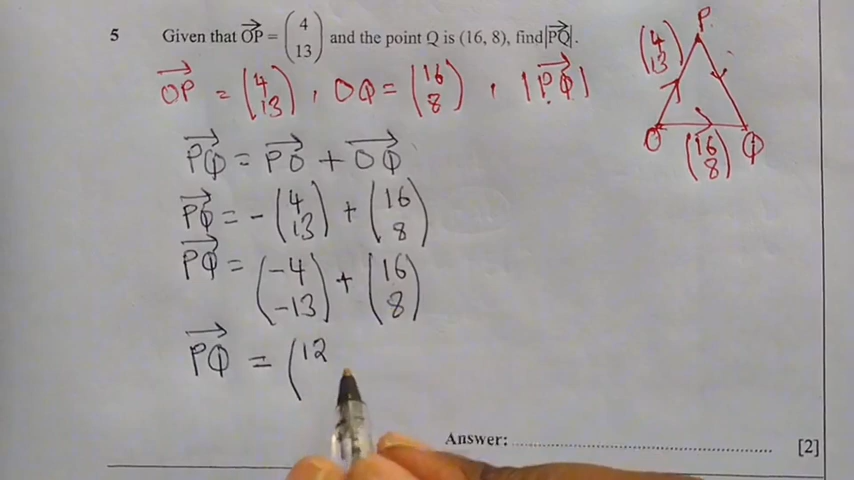 5 Given that OP = (4 13) and the point Q is (16, 8), find |PQ|.
OP = (4 13), OQ = (16 8), |PQ|
PQ = PO + OQ
PQ = -(4 13) + (16 8)
PQ = (-4 -13) + (16 8)
PQ = (12
P
(4 13)
O
(16 8)
Q
Answer: ........................................ [2]